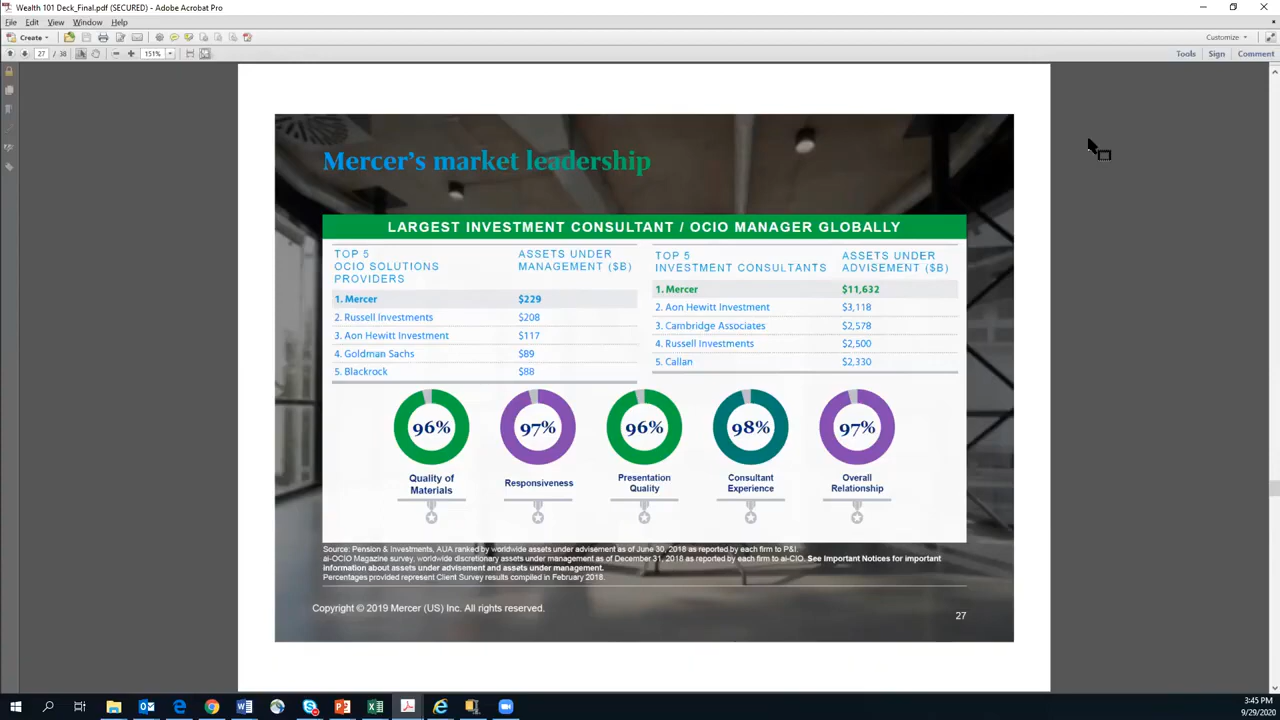 Wealth 101 Deck_Final.pdf (SECURED) - Adobe Acrobat Pro
File Edit View Window Help
Create Customize
27 / 38 151% Tools Sign Comment
Mercer's market leadership
LARGEST INVESTMENT CONSULTANT / OCIO MANAGER GLOBALLY
TOP 5
OCIO SOLUTIONS
PROVIDERS
ASSETS UNDER
MANAGEMENT ($B)
1. Mercer $229
2. Russell Investments $208
3. Aon Hewitt Investment $117
4. Goldman Sachs $89
5. Blackrock $88
TOP 5
INVESTMENT CONSULTANTS
ASSETS UNDER
ADVISEMENT ($B)
1. Mercer $11,632
2. Aon Hewitt Investment $3,118
3. Cambridge Associates $2,578
4. Russell Investments $2,500
5. Callan $2,330
96% 97% 96% 98% 97%
Quality of
Materials
Responsiveness
Presentation
Quality
Consultant
Experience
Overall
Relationship
Source: Pension & Investments, AUA ranked by worldwide assets under advisement as of June 30, 2018 as reported by each firm to P&I.
ai-OCIO Magazine survey, worldwide discretionary assets under management as of December 31, 2018 as reported by each firm to ai-CIO. See Important Notices for important
information about assets under advisement and assets under management.
Percentages provided represent Client Survey results compiled in February 2018.
Copyright © 2019 Mercer (US) Inc. All rights reserved.
27
3:45 PM
9/29/2020